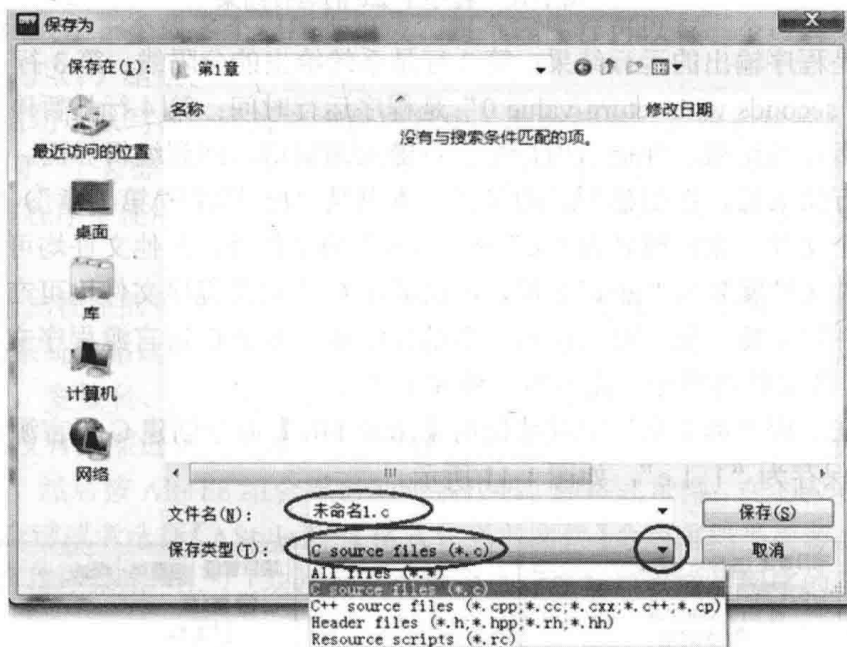 保存为
保存在(I):
第1章
名称
修改日期
没有与搜索条件匹配的项。
最近访问的位置
桌面
库
计算机
网络
文件名(N):
未命名1.c
保存(S)
保存类型(T):
C source files (*.c)
取消
All files (*.*)
C source files (*.c)
C++ source files (*.cpp;*.cc;*.cxx;*.c++;*.cp)
Header files (*.h;*.hpp;*.rh;*.hh)
Resource scripts (*.rc)